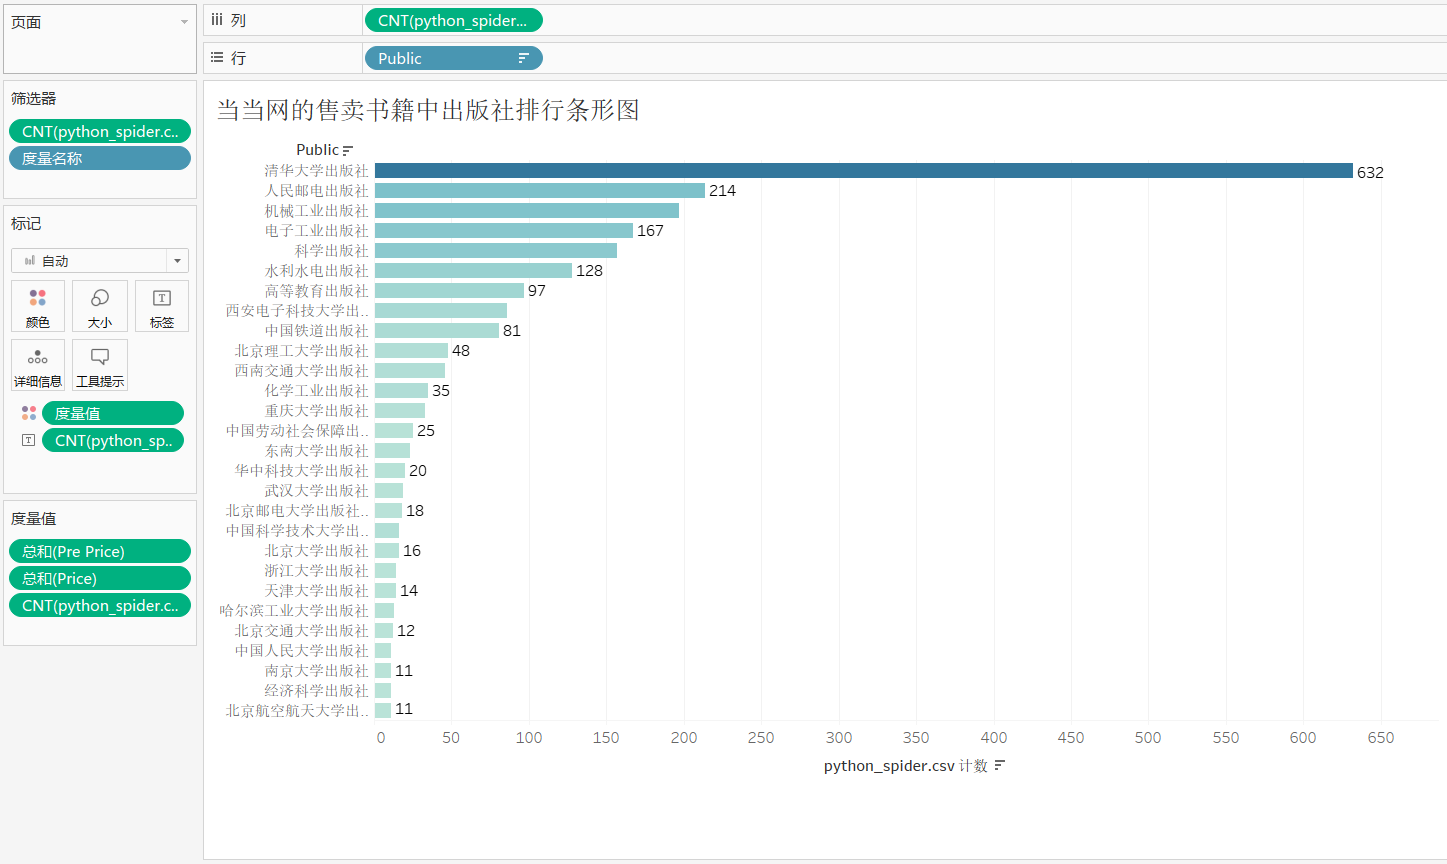 页面
列
CNT(python_spider...
行
Public
筛选器
CNT(python_spider.c..
度量名称
标记
自动
颜色
大小
标签
详细信息
工具提示
度量值
CNT(python_sp..
度量值
总和(Pre Price)
总和(Price)
CNT(python_spider.c..
当当网的售卖书籍中出版社排行条形图
Public
清华大学出版社 632
人民邮电出版社 214
机械工业出版社
电子工业出版社 167
科学出版社
水利水电出版社 128
高等教育出版社 97
西安电子科技大学出..
中国铁道出版社 81
北京理工大学出版社 48
西南交通大学出版社
化学工业出版社 35
重庆大学出版社
中国劳动社会保障出.. 25
东南大学出版社
华中科技大学出版社 20
武汉大学出版社
北京邮电大学出版社.. 18
中国科学技术大学出..
北京大学出版社 16
浙江大学出版社
天津大学出版社 14
哈尔滨工业大学出版社
北京交通大学出版社 12
中国人民大学出版社
南京大学出版社 11
经济科学出版社
北京航空航天大学出.. 11
0 50 100 150 200 250 300 350 400 450 500 550 600 650
python_spider.csv 计数